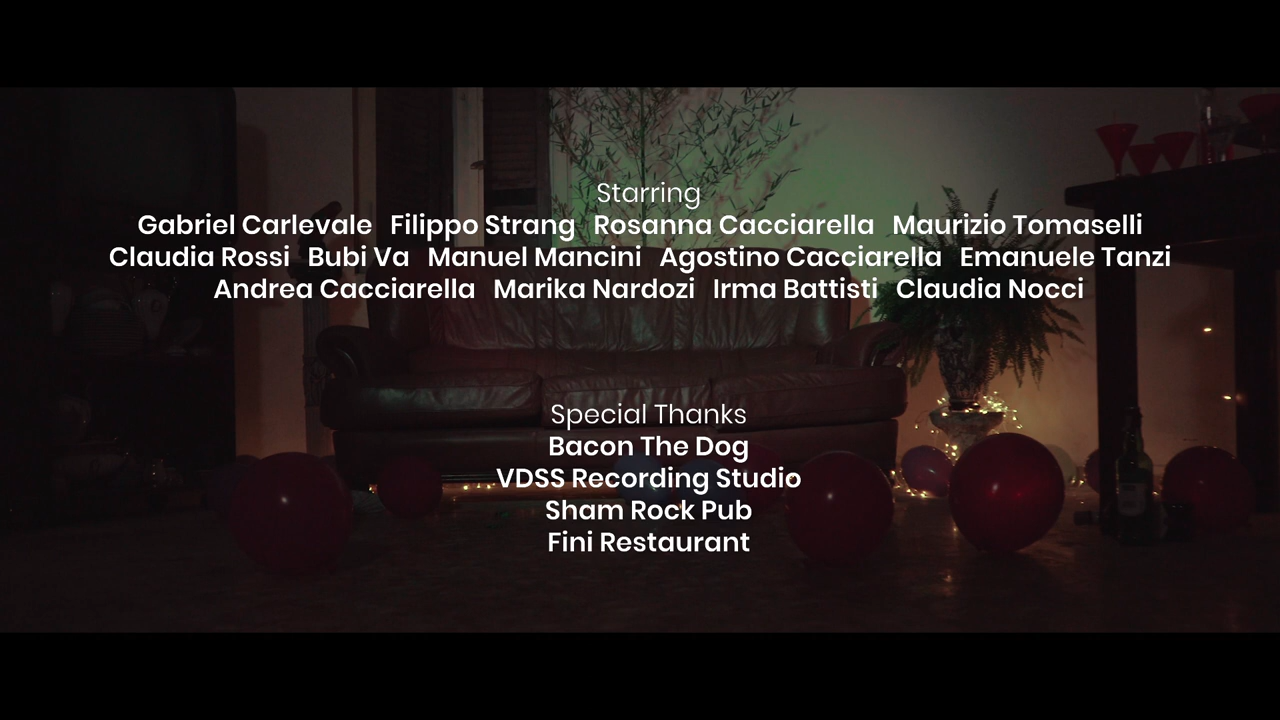 Starring
Gabriel Carlevale Filippo Strang Rosanna Cacciarella Maurizio Tomaselli
Claudia Rossi Bubi Va Manuel Mancini Agostino Cacciarella Emanuele Tanzi
Andrea Cacciarella Marika Nardozi Irma Battisti Claudia Nocci
Special Thanks
Bacon The Dog
VDSS Recording Studio
Sham Rock Pub
Fini Restaurant